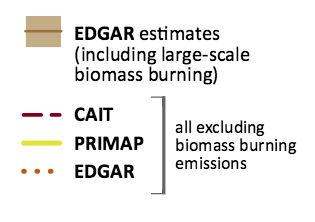 EDGAR estimates
(including large-scale
biomass burning)
CAIT
PRIMAP
EDGAR
all excluding
biomass burning
emissions